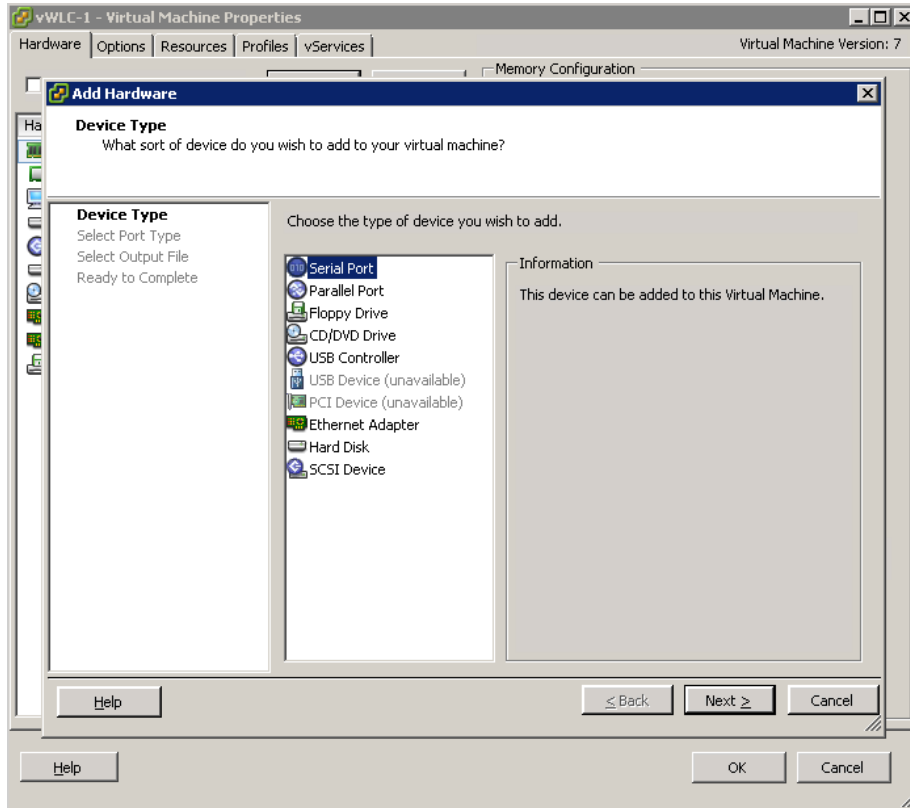 vWLC-1 - Virtual Machine Properties
Hardware Options Resources Profiles vServices Virtual Machine Version: 7
Memory Configuration
Add Hardware
Ha
Device Type
What sort of device do you wish to add to your virtual machine?
Device Type
Select Port Type
Select Output File
Ready to Complete
Choose the type of device you wish to add.
Serial Port
Parallel Port
Floppy Drive
CD/DVD Drive
USB Controller
USB Device (unavailable)
PCI Device (unavailable)
Ethernet Adapter
Hard Disk
SCSI Device
Information
This device can be added to this Virtual Machine.
Help
≤ Back
Next ≥
Cancel
Help
OK
Cancel